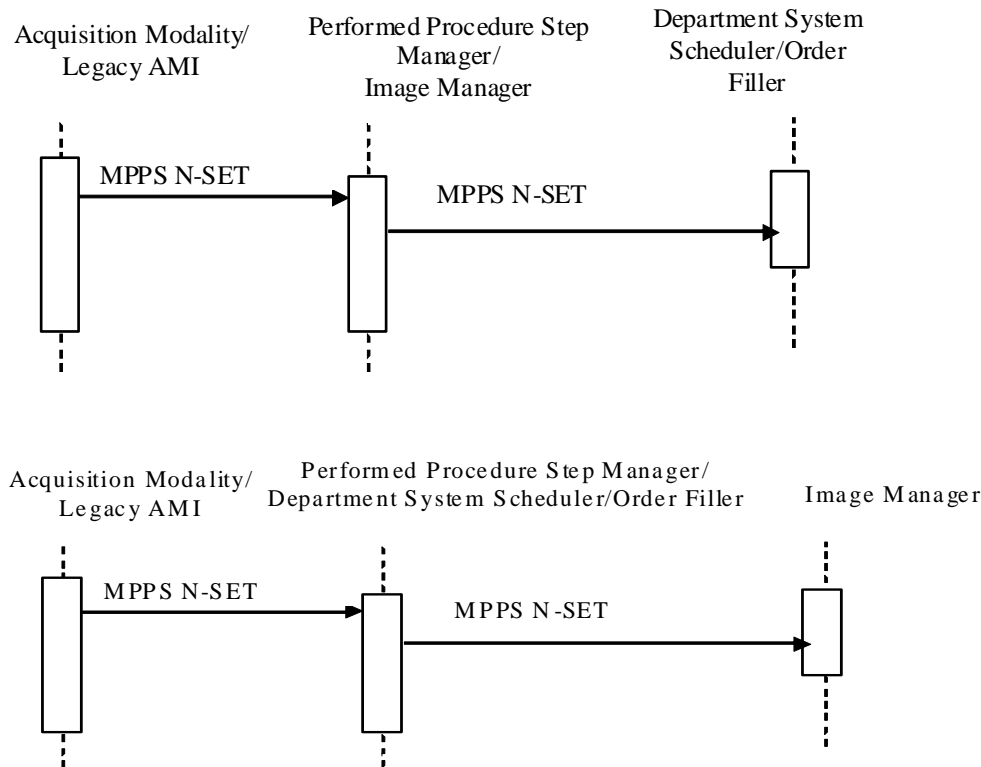 Acquisition Modality/
Legacy AMI
Performed Procedure Step
Manager/
Image Manager
Department System
Scheduler/Order
Filler
MPPS N-SET
MPPS N-SET
Acquisition Modality/
Legacy AMI
Performed Procedure Step Manager/
Department System Scheduler/Order Filler
Image Manager
MPPS N-SET
MPPS N-SET